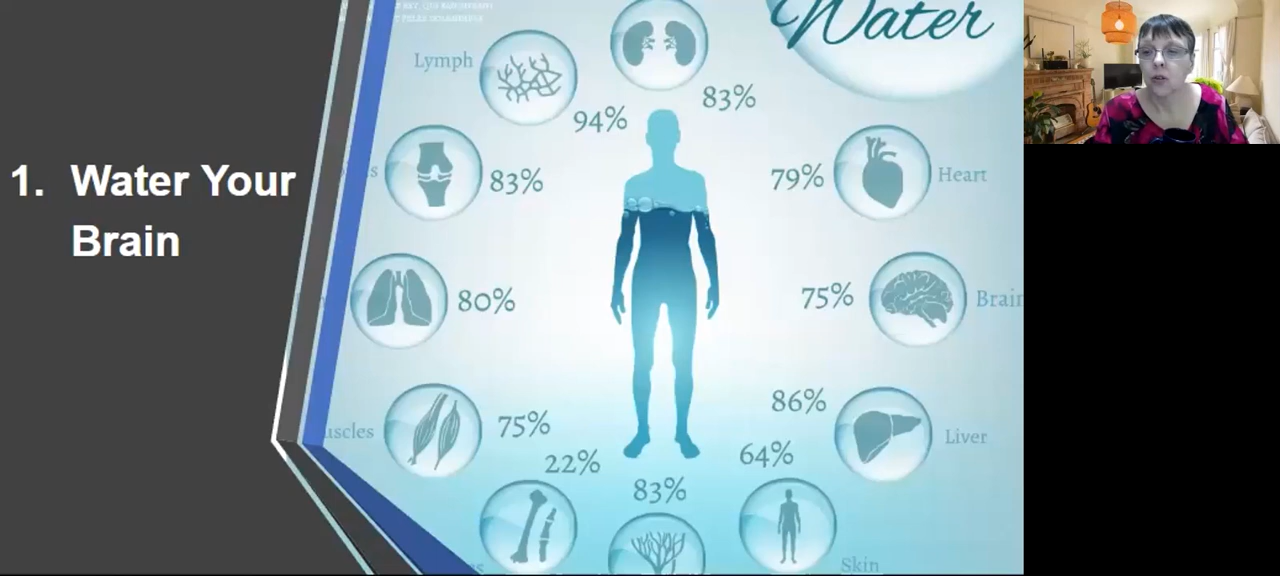 Water
Lymph
94%
83%
1. Water Your
Brain
83%
79%
Heart
80%
75%
Brain
75%
86%
Liver
22%
64%
83%
Skin